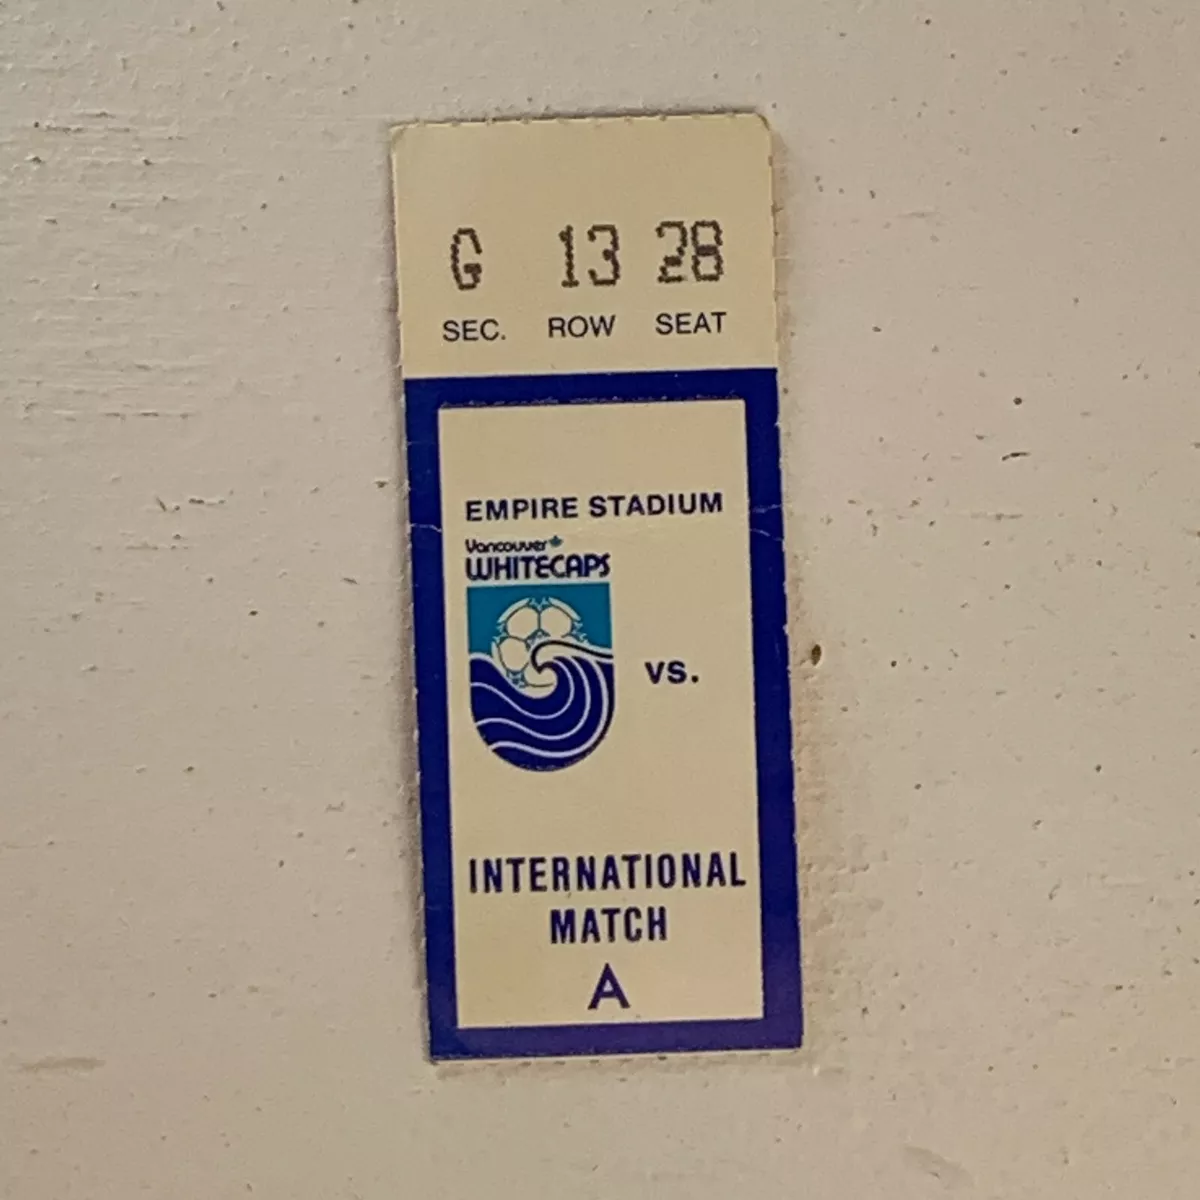 G 13 28
SEC. ROW SEAT
EMPIRE STADIUM
Vancouver
WHITECAPS
vs.
INTERNATIONAL
MATCH
A